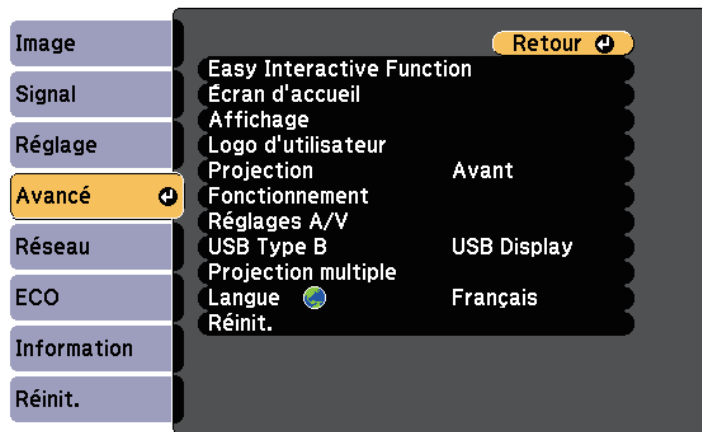 Image
Signal
Réglage
Avancé
Réseau
ECO
Information
Réinit.
Retour
Easy Interactive Function
Écran d'accueil
Affichage
Logo d'utilisateur
Projection Avant
Fonctionnement
Réglages A/V
USB Type B USB Display
Projection multiple
Langue Français
Réinit.